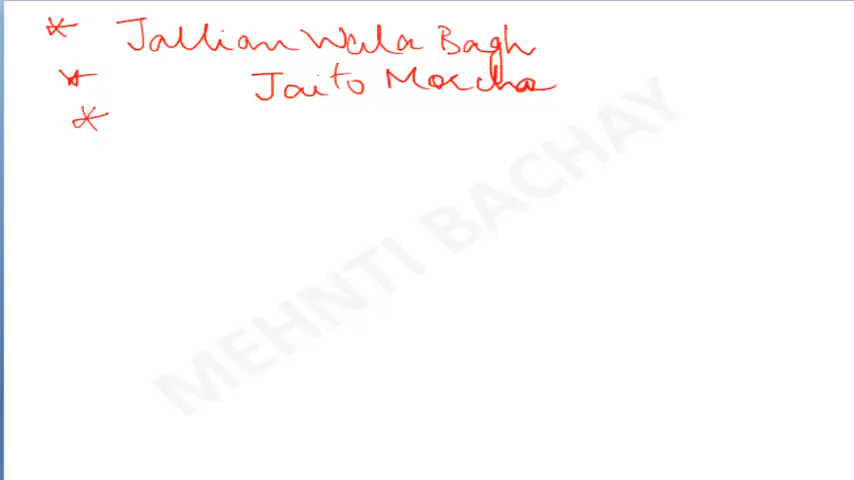 * Jallian Wala Bagh
* Jaito Morcha
*
MEHNTI BACHAY